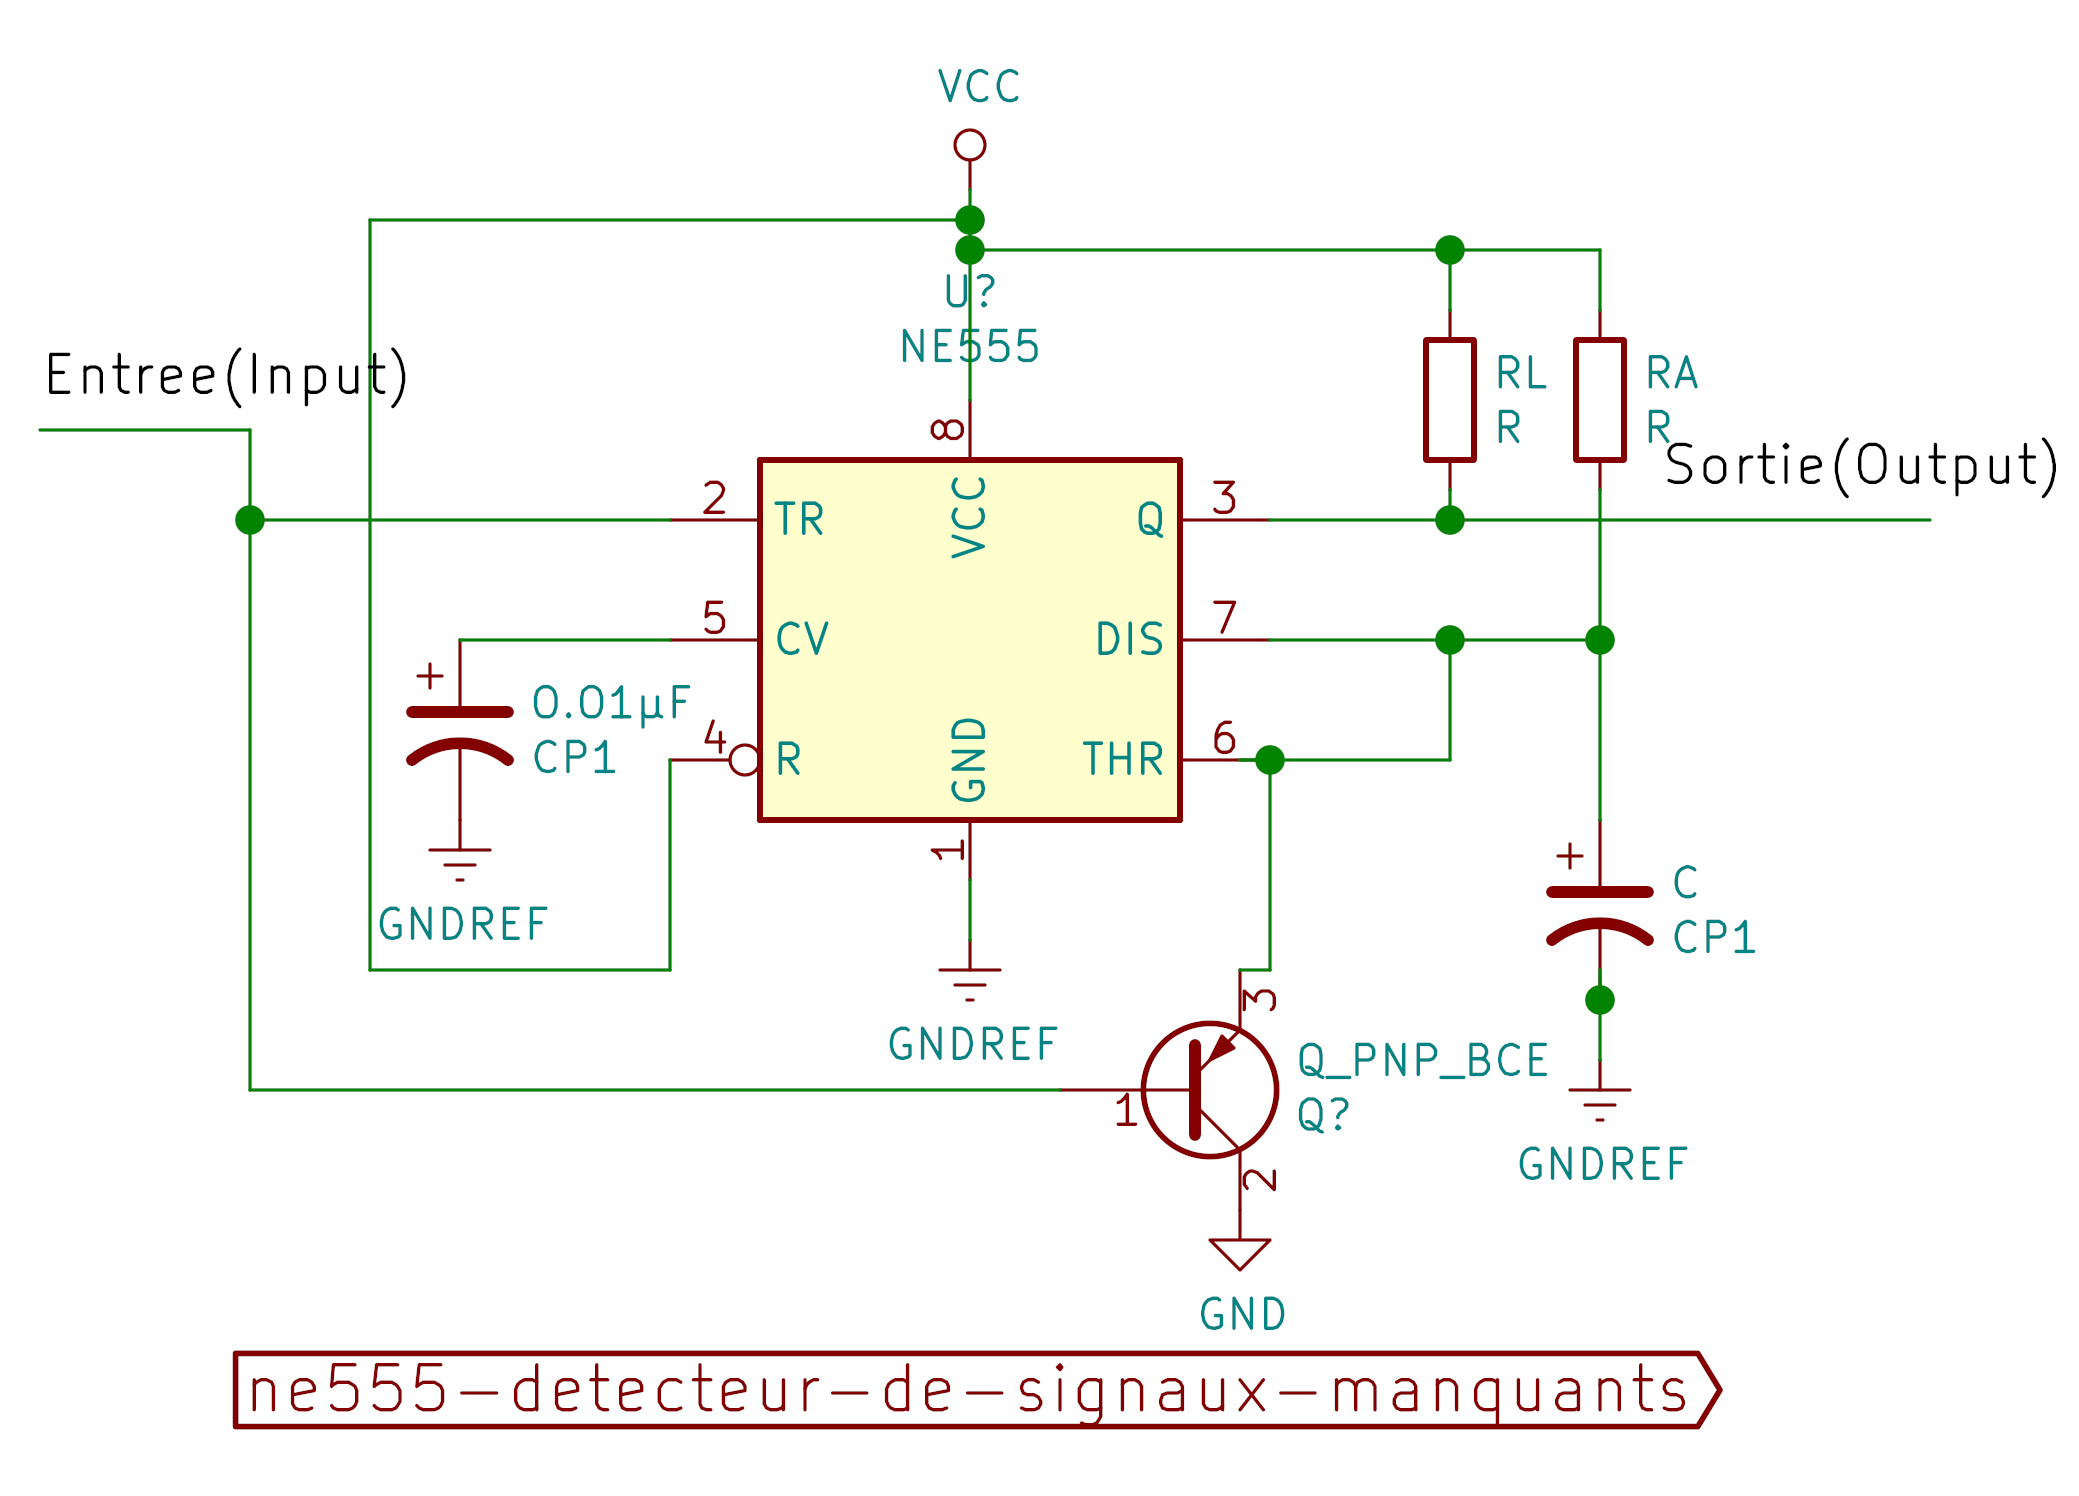 VCC
U?
NE555
Entree(Input)
8
RL
R
RA
R
Sortie(Output)
2
TR
VCC
Q
3
5
CV
DIS
7
+
0.01µF
CP1
4
R
GND
THR
6
1
GNDREF
+
C
CP1
3
GNDREF
Q_PNP_BCE
Q?
1
2
GNDREF
GND
ne555-detecteur-de-signaux-manquants